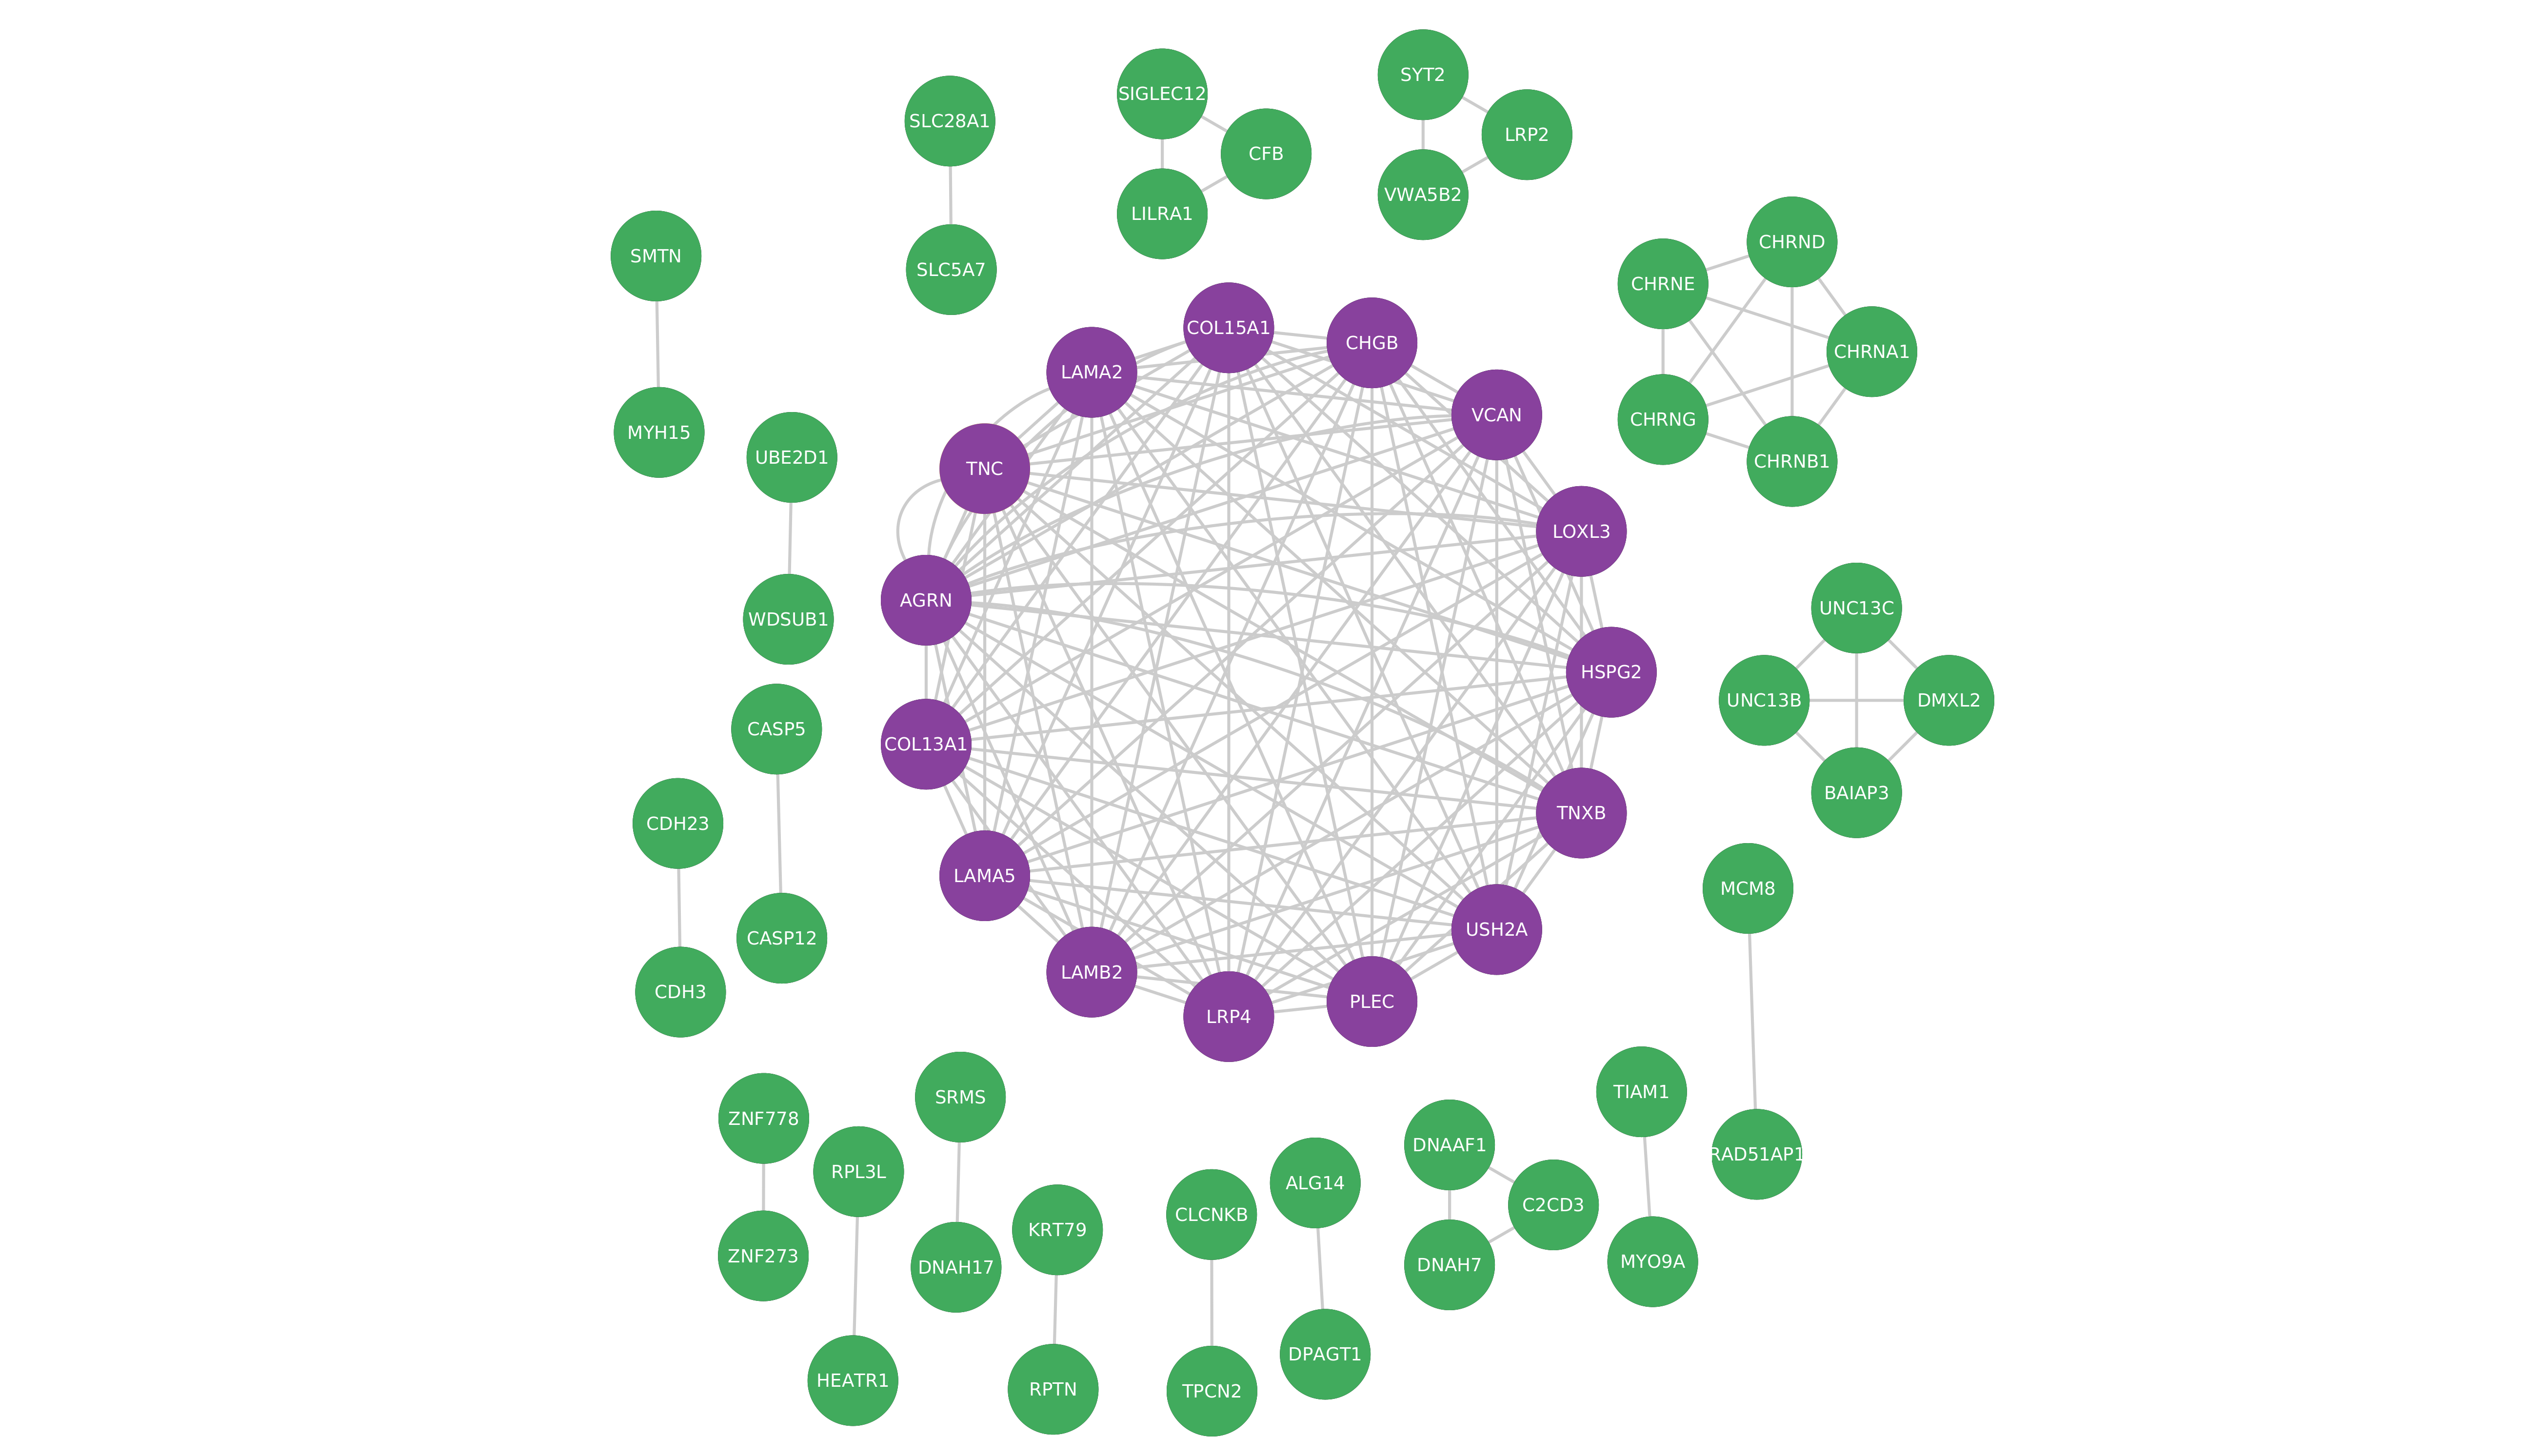 SYT2
SIGLEC12
SLC28A1
LRP2
CFB
VWA5B2
LILRA1
CHRND
SMTN
SLC5A7
CHRNE
COL15A1
CHGB
CHRNA1
LAMA2
VCAN
CHRNG
MYH15
UBE2D1
CHRNB1
TNC
LOXL3
AGRN
UNC13C
WDSUB1
HSPG2
UNC13B
DMXL2
CASP5
COL13A1
BAIAP3
TNXB
CDH23
LAMA5
MCM8
USH2A
CASP12
LAMB2
CDH3
PLEC
LRP4
TIAM1
SRMS
ZNF778
DNAAF1
RAD51AP1
RPL3L
ALG14
C2CD3
CLCNKB
KRT79
ZNF273
MYO9A
DNAH7
DNAH17
DPAGT1
HEATR1
RPTN
TPCN2